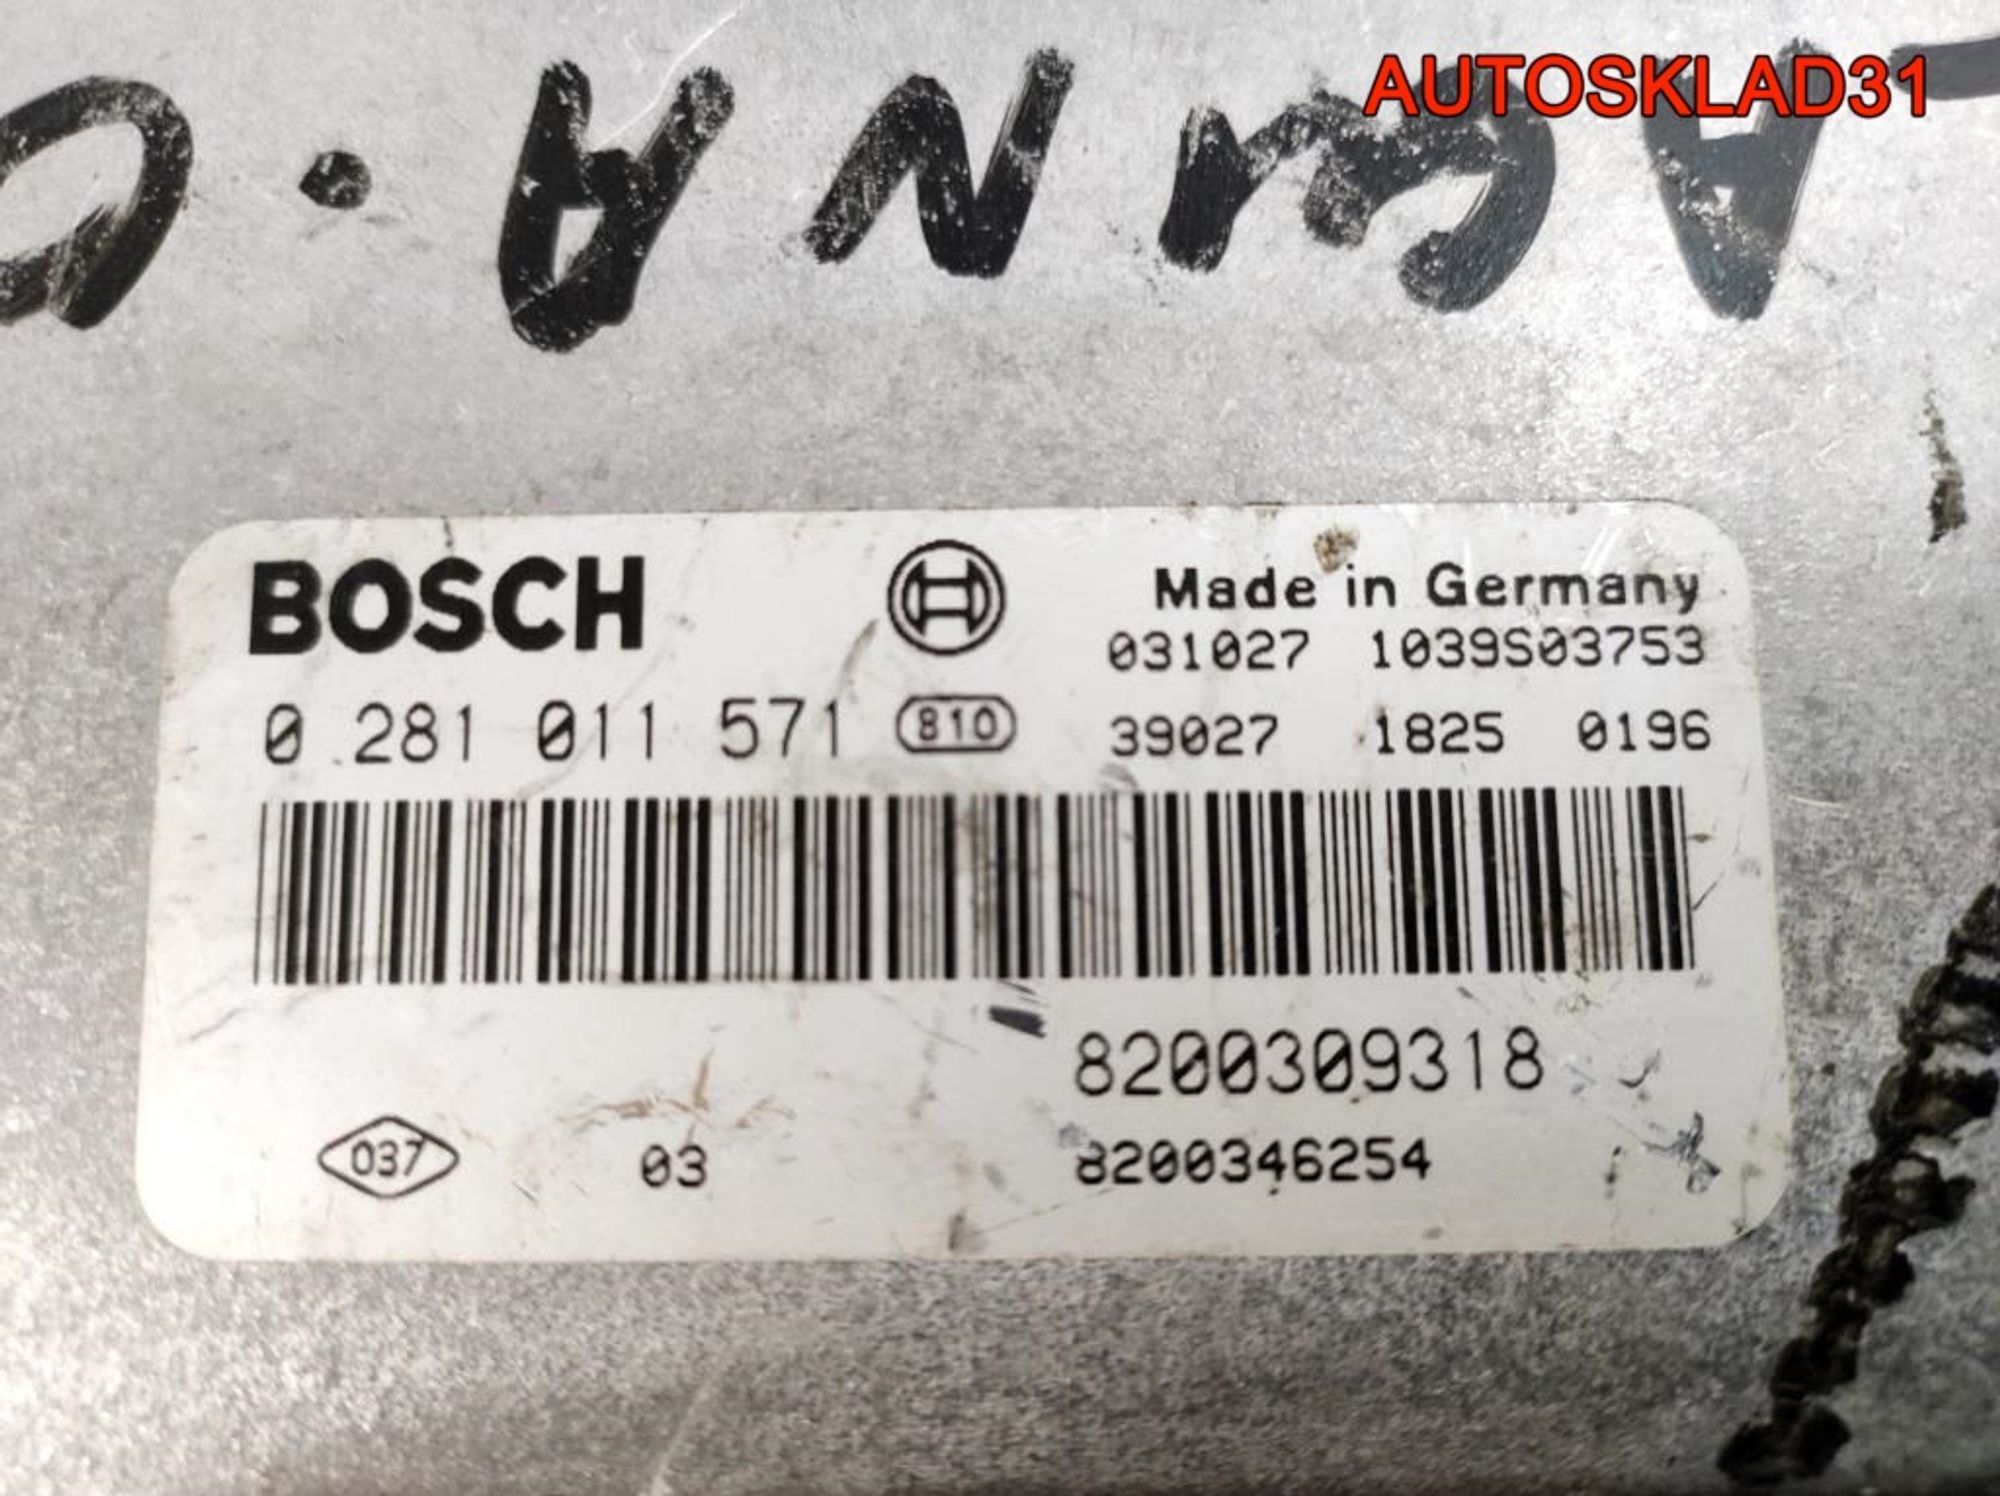 AUTOSKLAD31
BOSCH
Made in Germany
031027 1039S03753
0 281 011 571 810
39027 1825 0196
8200309318
037 03 8200346254